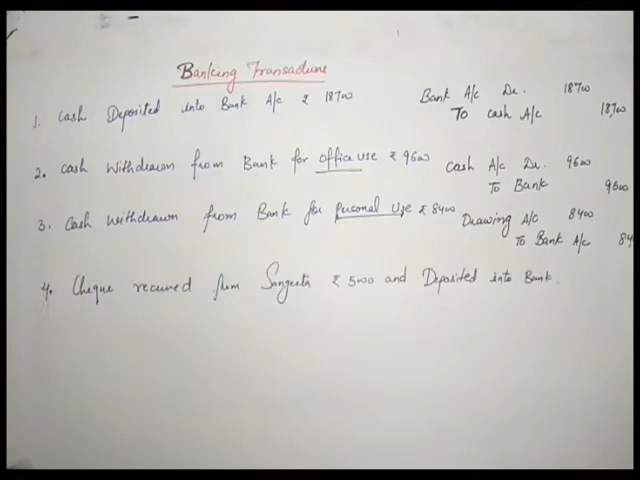 Banking Transactions
1. Cash Deposited into Bank A/c ₹ 18700
Bank A/c Dr. 18700
To Cash A/c 18700
2. Cash Withdrawn from Bank for office use ₹ 9600
Cash A/c Dr. 9600
To Bank 9600
3. Cash Withdrawn from Bank for Personal Use ₹ 8400
Drawing A/c 8400
To Bank A/c 84
4. Cheque received from Sangeeta ₹ 5000 and Deposited into Bank.